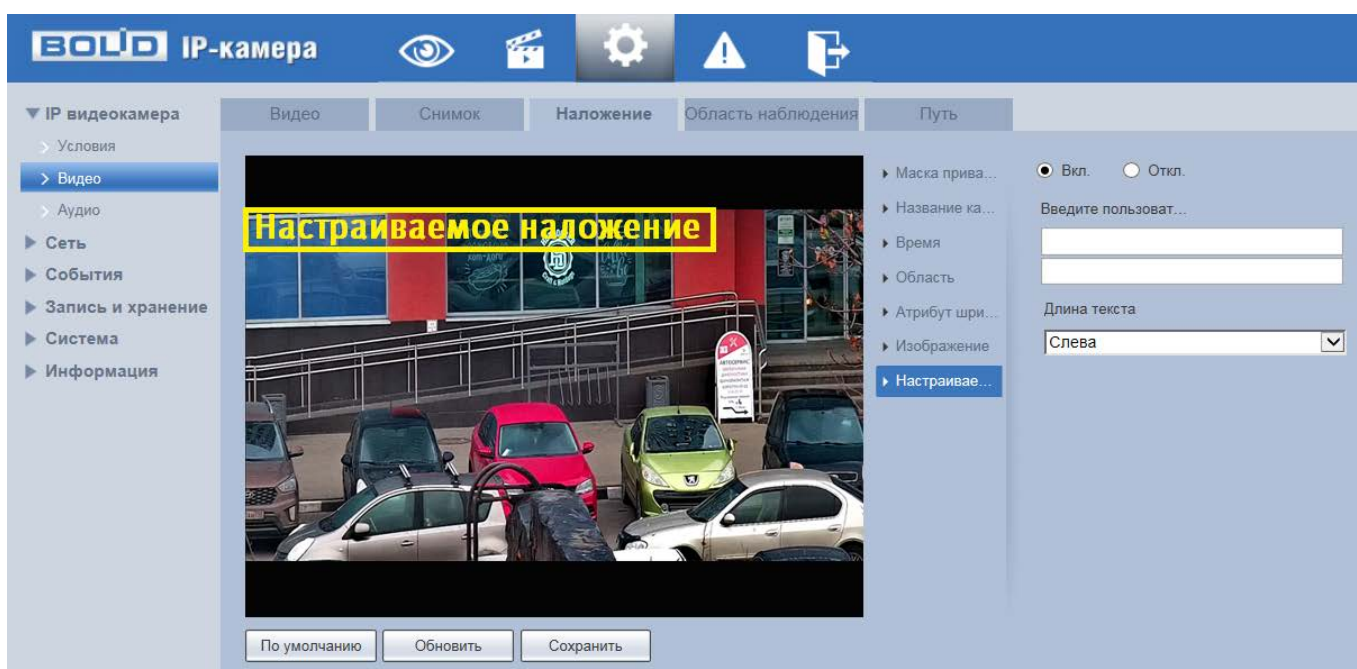 BOLID IP-камера
IP видеокамера
Условия
Видео
Аудио
Сеть
События
Запись и хранение
Система
Информация
Видео Снимок Наложение Область наблюдения Путь
Настраиваемое наложение
АВТОСЕРВИС
Маска прива...
Название ка...
Время
Область
Атрибут шри...
Изображение
Настраивае...
Вкл. Откл.
Введите пользоват...
Длина текста
Слева
По умолчанию Обновить Сохранить